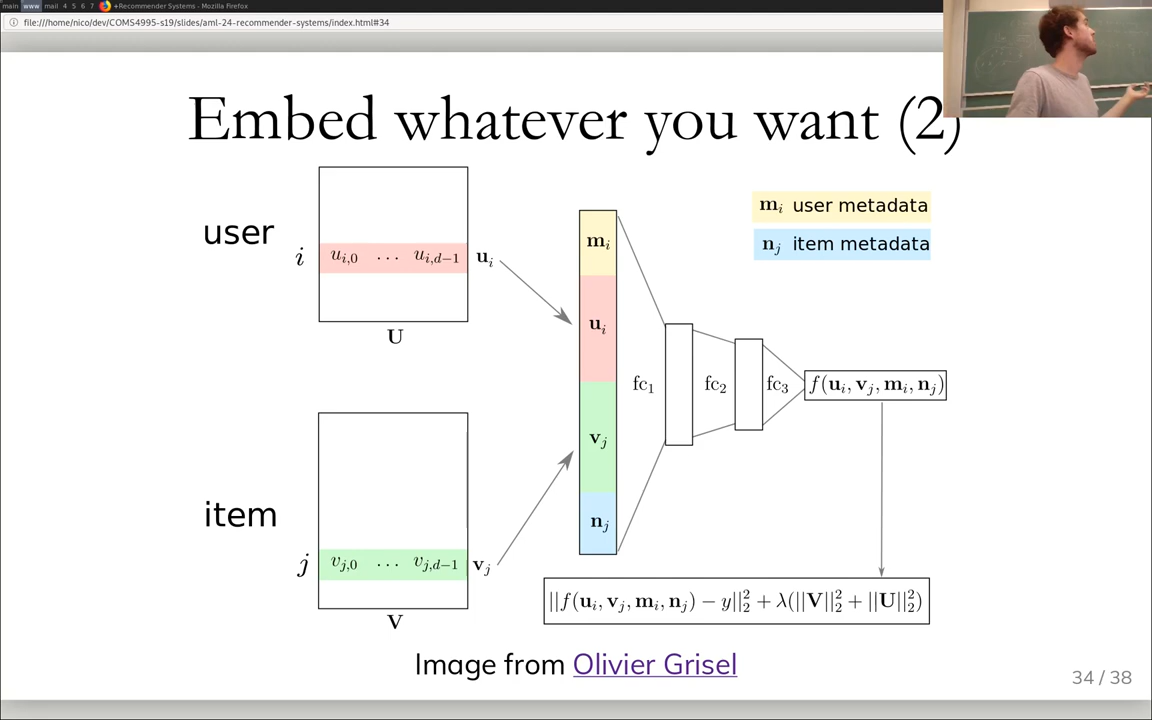 main www mail 4 5 6 7 +Recommender Systems - Mozilla Firefox
file:///home/nico/dev/COMS4995-s19/slides/aml-24-recommender-systems/index.html#34
Embed whatever you want (2)
user
i u_{i,0} ... u_{i,d−1} u_i
U
item
j v_{j,0} ... v_{j,d−1} v_j
V
m_i
u_i
v_j
n_j
fc_1 fc_2 fc_3 f(u_i, v_j, m_i, n_j)
m_i user metadata
n_j item metadata
||f(u_i, v_j, m_i, n_j) − y||_2^2 + λ(||V||_2^2 + ||U||_2^2)
Image from Olivier Grisel
34 / 38